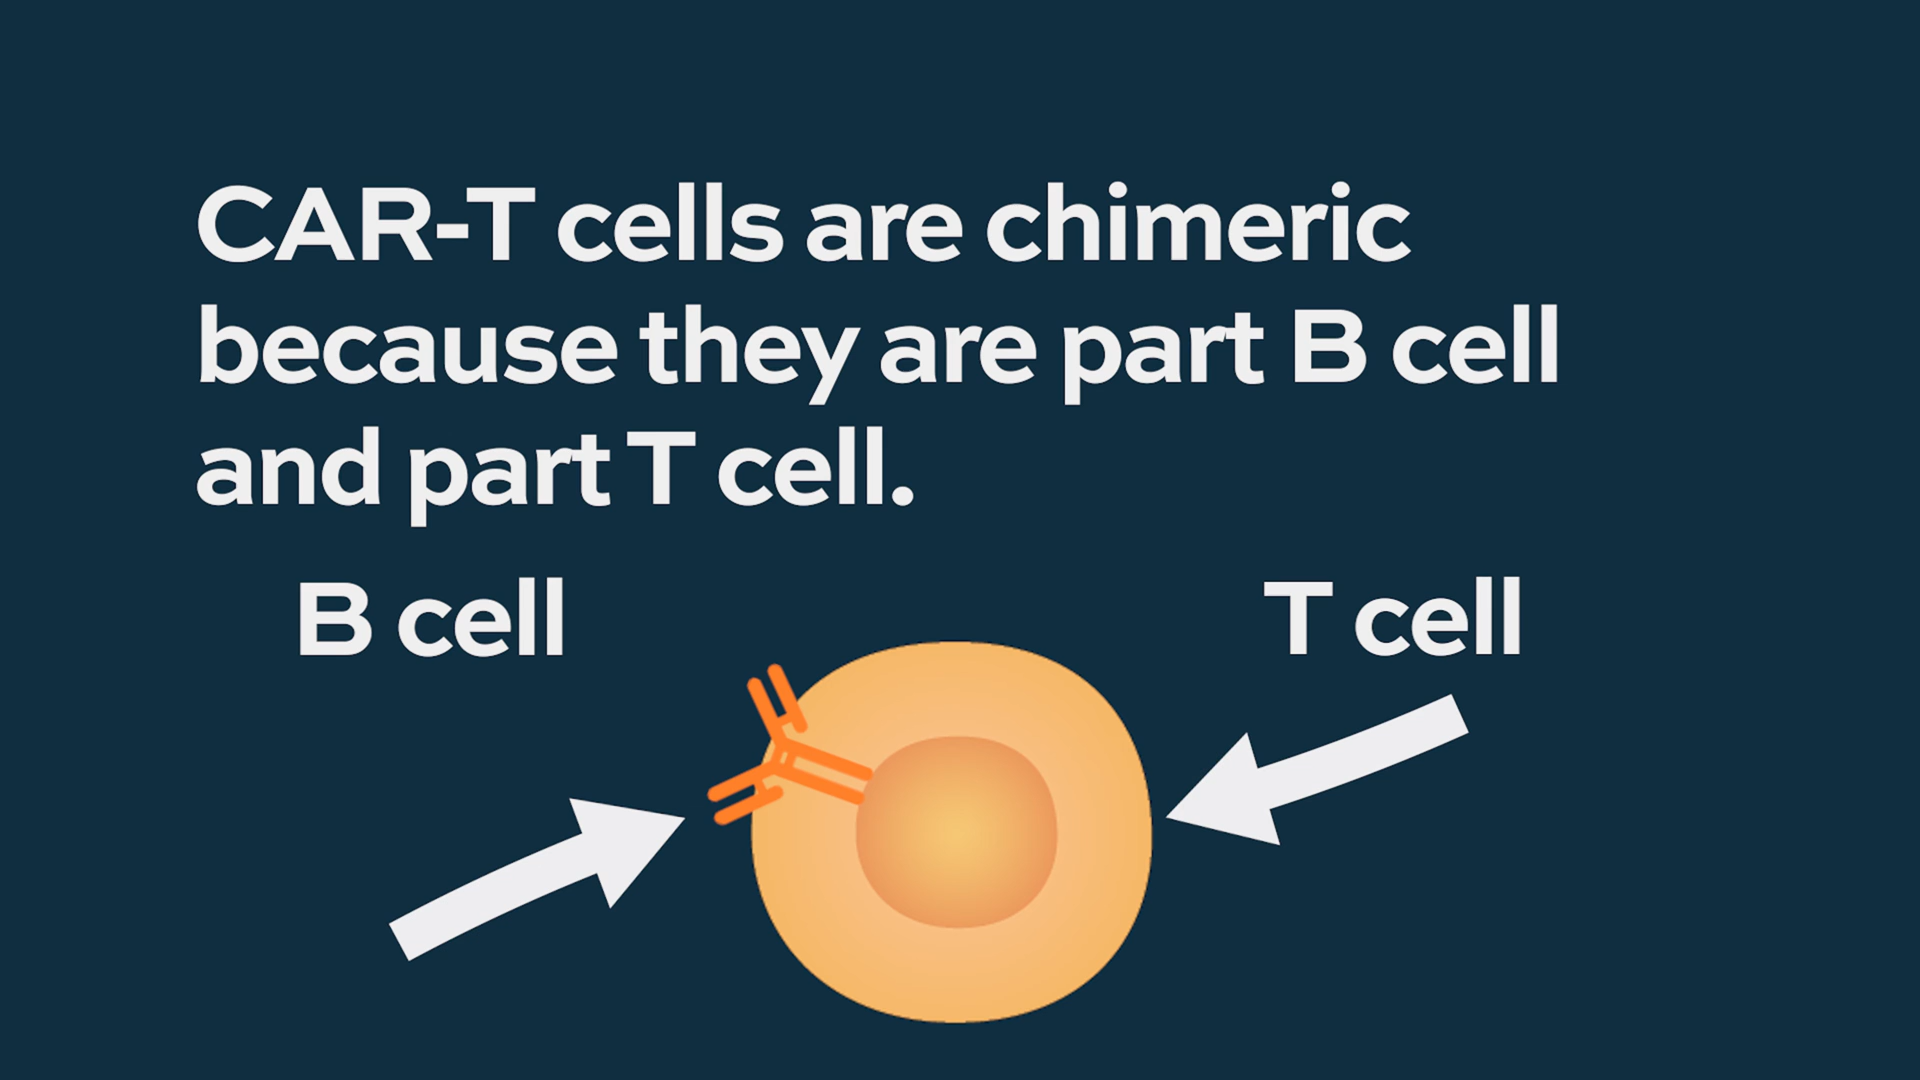 CAR-T cells are chimeric
because they are part B cell
and part T cell.
B cell
T cell